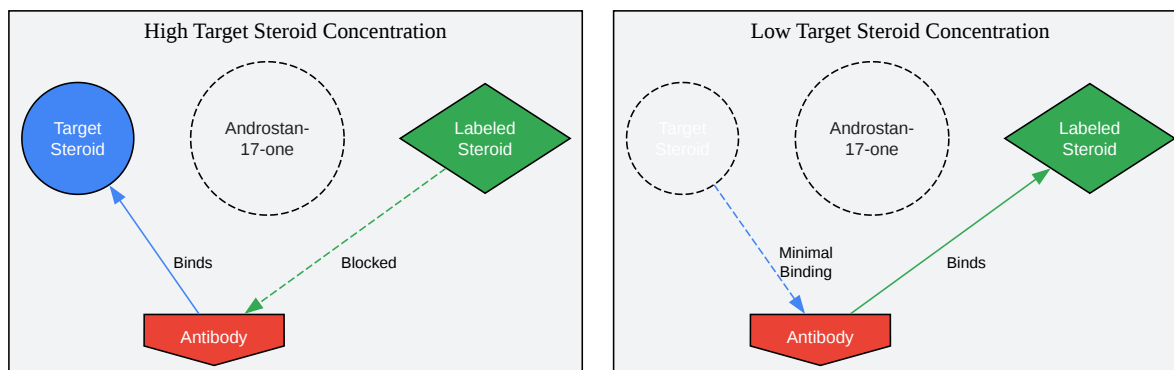 High Target Steroid Concentration
Target
Steroid
Androstan-
17-one
Labeled
Steroid
Binds
Blocked
Antibody
Low Target Steroid Concentration
Target
Steroid
Androstan-
17-one
Labeled
Steroid
Minimal
Binding
Binds
Antibody